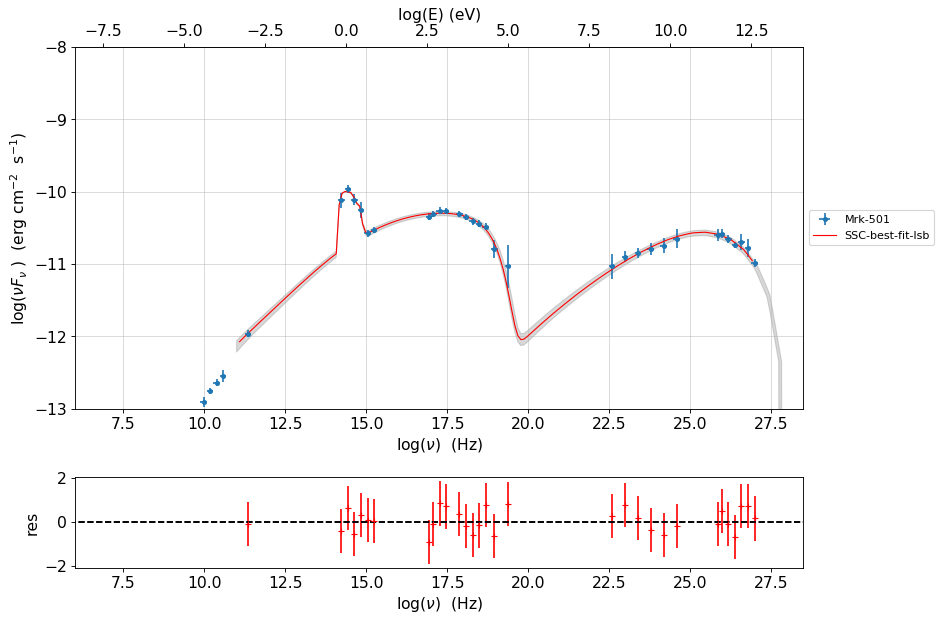 log(E) (eV)
−7.5 −5.0 −2.5 0.0 2.5 5.0 7.5 10.0 12.5
−8
−9
−10
−11
−12
−13
log(νF_ν ) (erg cm⁻² s⁻¹)
Mrk-501
SSC-best-fit-lsb
7.5 10.0 12.5 15.0 17.5 20.0 22.5 25.0 27.5
log(ν) (Hz)
2
0
−2
res
7.5 10.0 12.5 15.0 17.5 20.0 22.5 25.0 27.5
log(ν) (Hz)